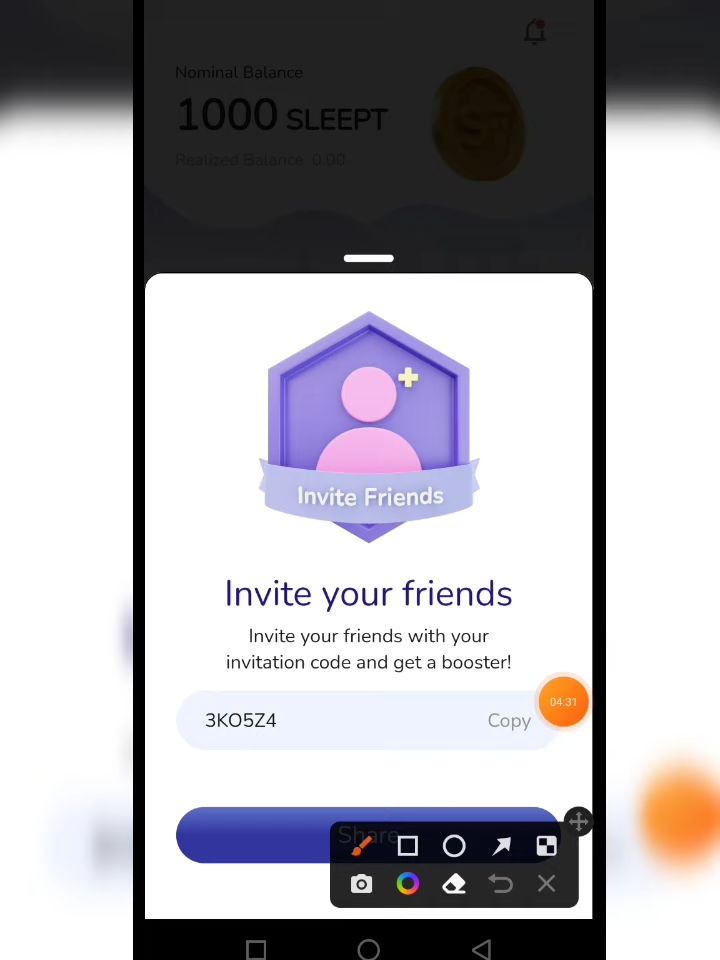 Nominal Balance
1000 SLEEPT
Realized Balance 0.00
Invite Friends
Invite your friends
Invite your friends with your
invitation code and get a booster!
04:31
3KO5Z4 Copy
Share